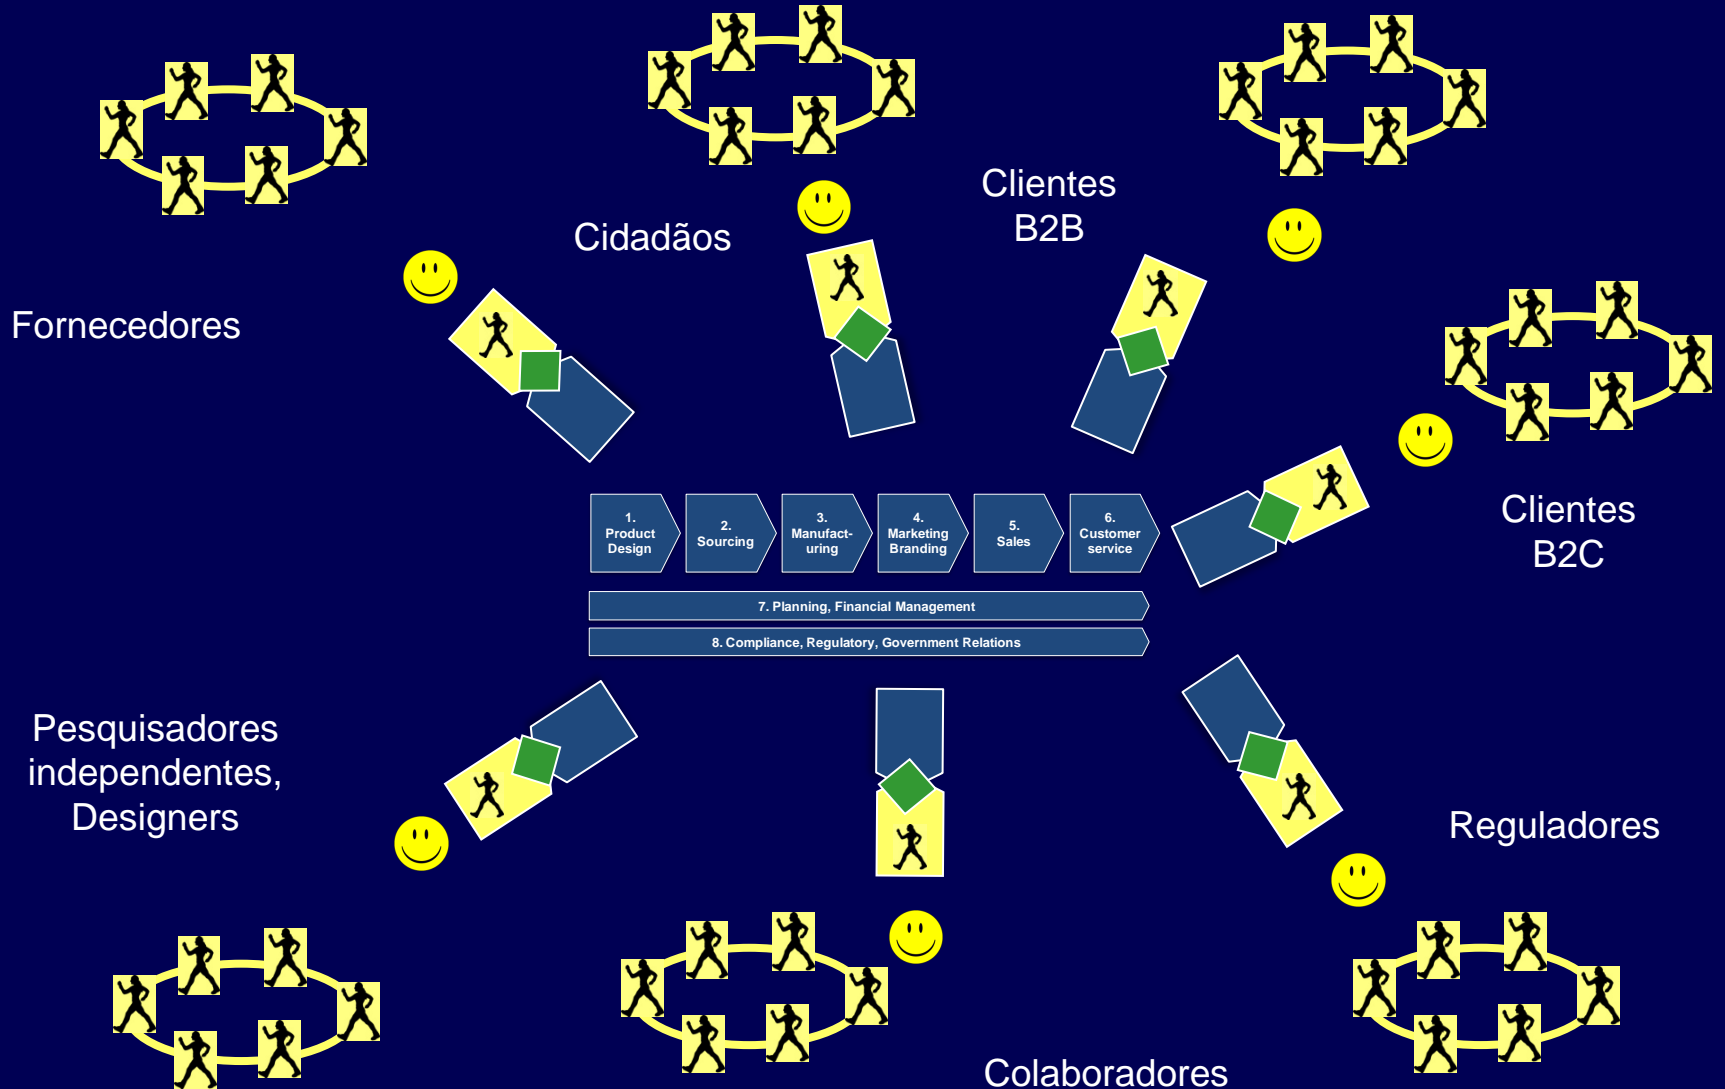 Clientes
B2B
Cidadãos
Fornecedores
Clientes
B2C
1.
Product
Design
2.
Sourcing
3.
Manufact-
uring
4.
Marketing
Branding
5.
Sales
6.
Customer
service
7. Planning, Financial Management
8. Compliance, Regulatory, Government Relations
Pesquisadores
independentes,
Designers
Reguladores
Colaboradores